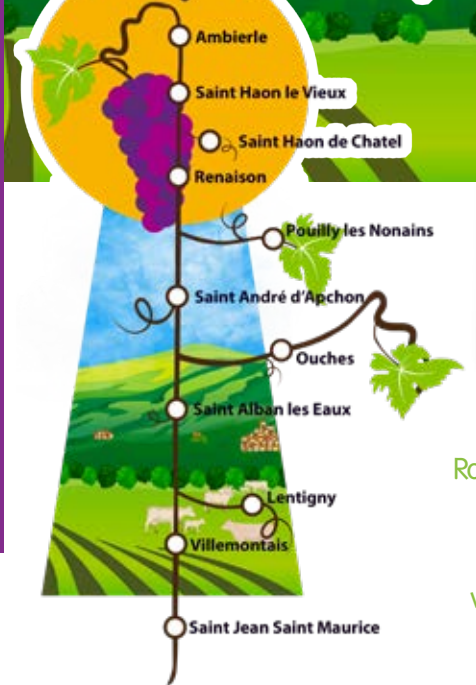 Ambierle
Saint Haon le Vieux
Saint Haon de Chatel
Renaison
Pouilly les Nonains
Saint André d'Apchon
Ouches
Saint Alban les Eaux
Lentigny
Villemontais
Saint Jean Saint Maurice